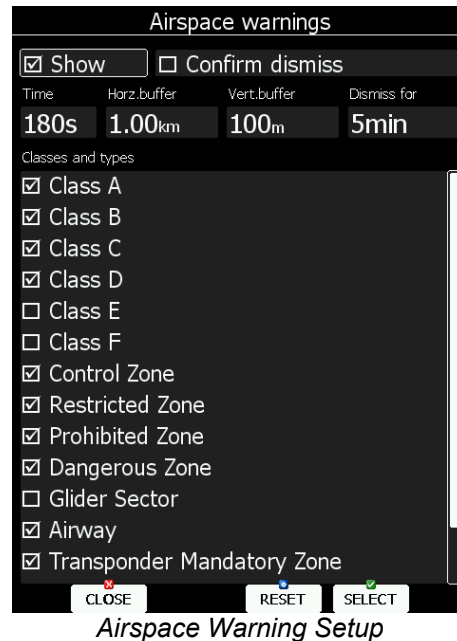 Airspace warnings
Show Confirm dismiss
Time Horz.buffer Vert.buffer Dismiss for
180s 1.00km 100m 5min
Classes and types
Class A
Class B
Class C
Class D
Class E
Class F
Control Zone
Restricted Zone
Prohibited Zone
Dangerous Zone
Glider Sector
Airway
Transponder Mandatory Zone
CLOSE RESET SELECT
Airspace Warning Setup